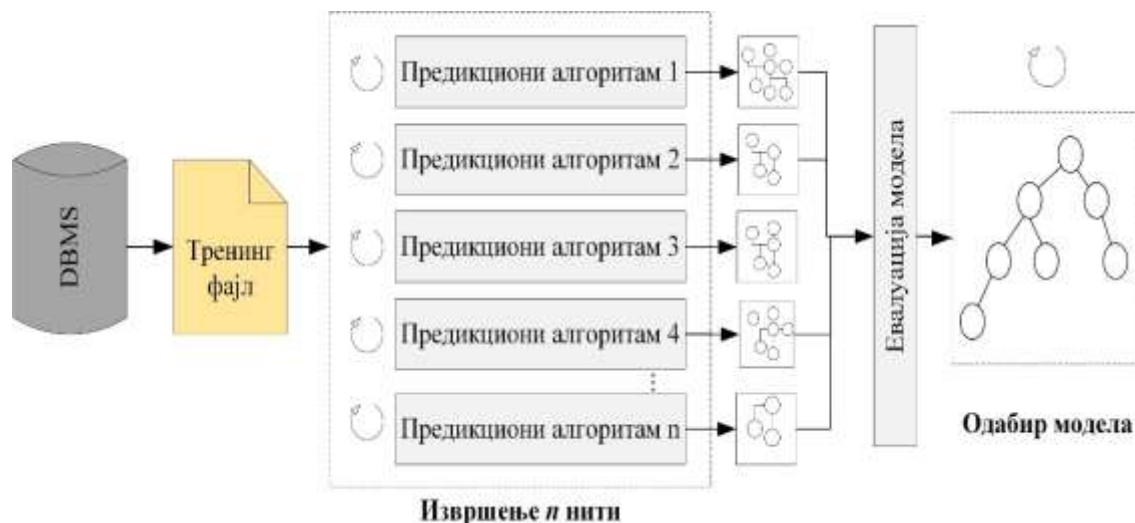 DBMS
Тренинг
фајл
Предикциони алгоритам 1
Предикциони алгоритам 2
Предикциони алгоритам 3
Предикциони алгоритам 4
Предикциони алгоритам n
Извршење n нити
Евалуација модела
Одабир модела